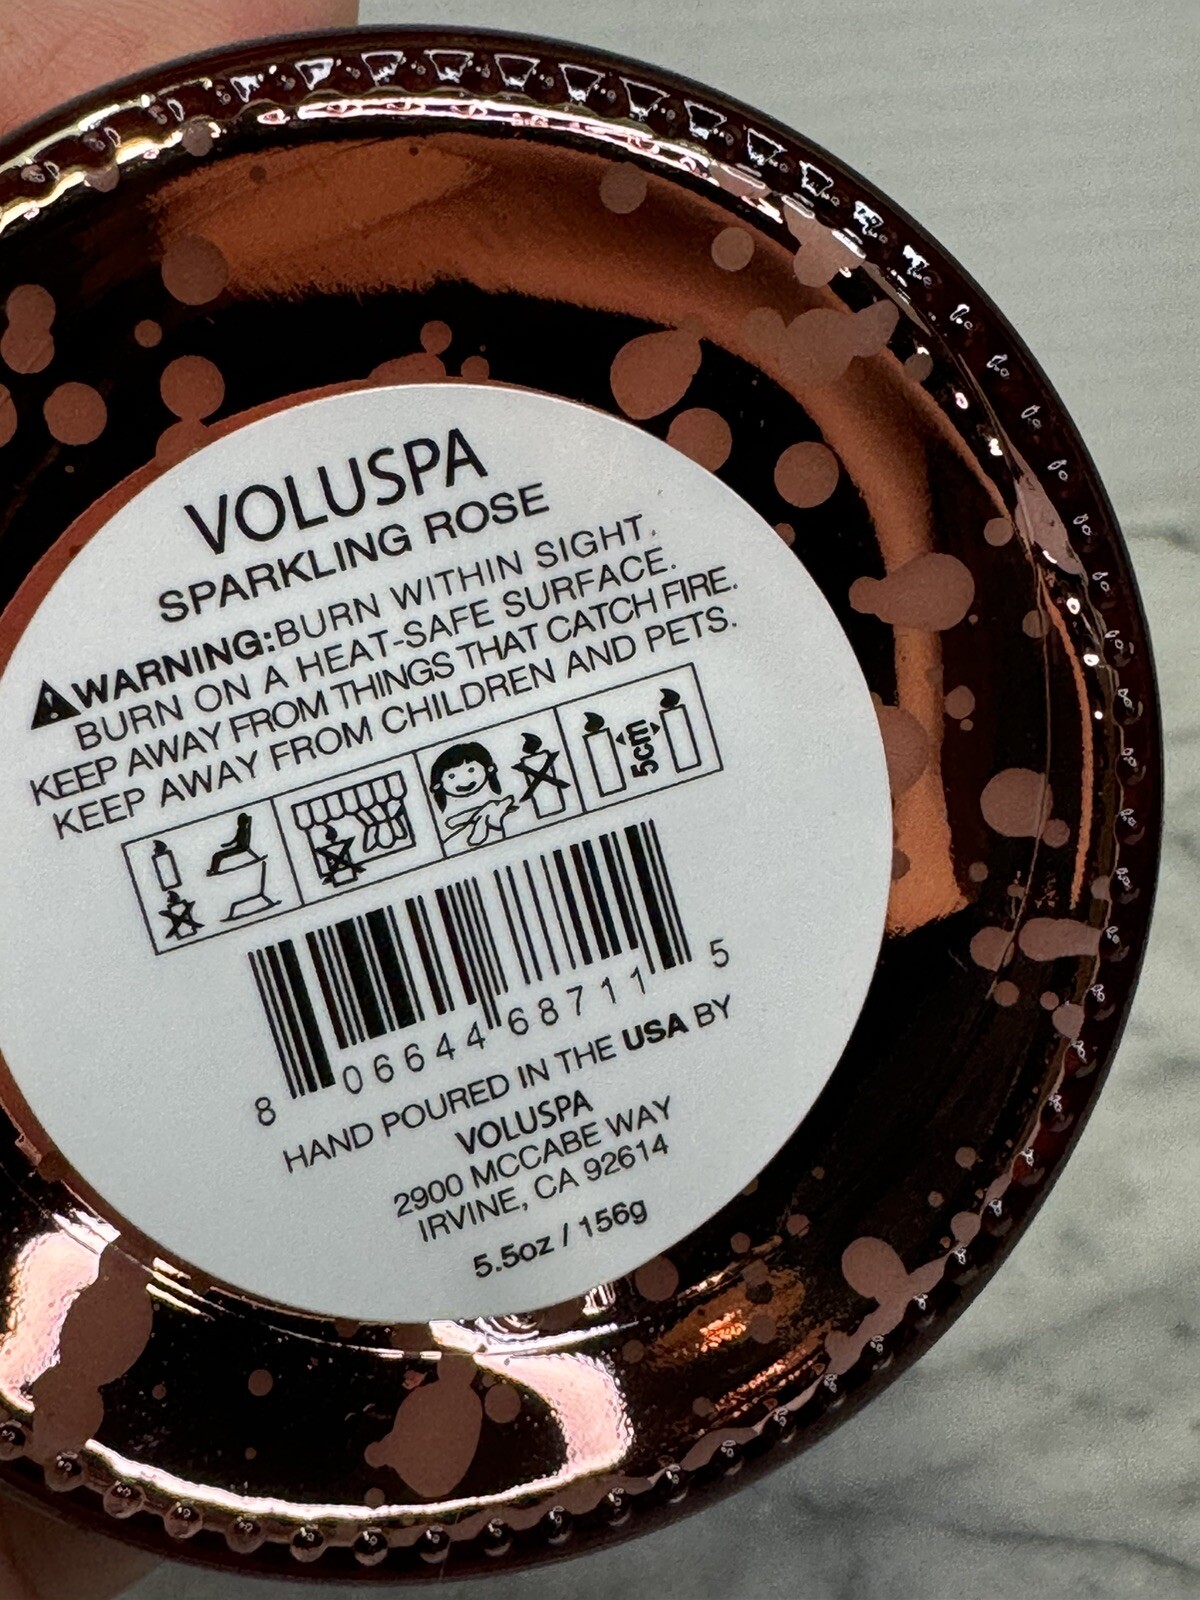 VOLUSPA
SPARKLING ROSE
WARNING:BURN WITHIN SIGHT.
BURN ON A HEAT-SAFE SURFACE.
KEEP AWAY FROM THINGS THAT CATCH FIRE.
KEEP AWAY FROM CHILDREN AND PETS.
5cm
8 06644 68711 5
HAND POURED IN THE USA BY
VOLUSPA
2900 MCCABE WAY
IRVINE, CA 92614
5.5oz / 156g